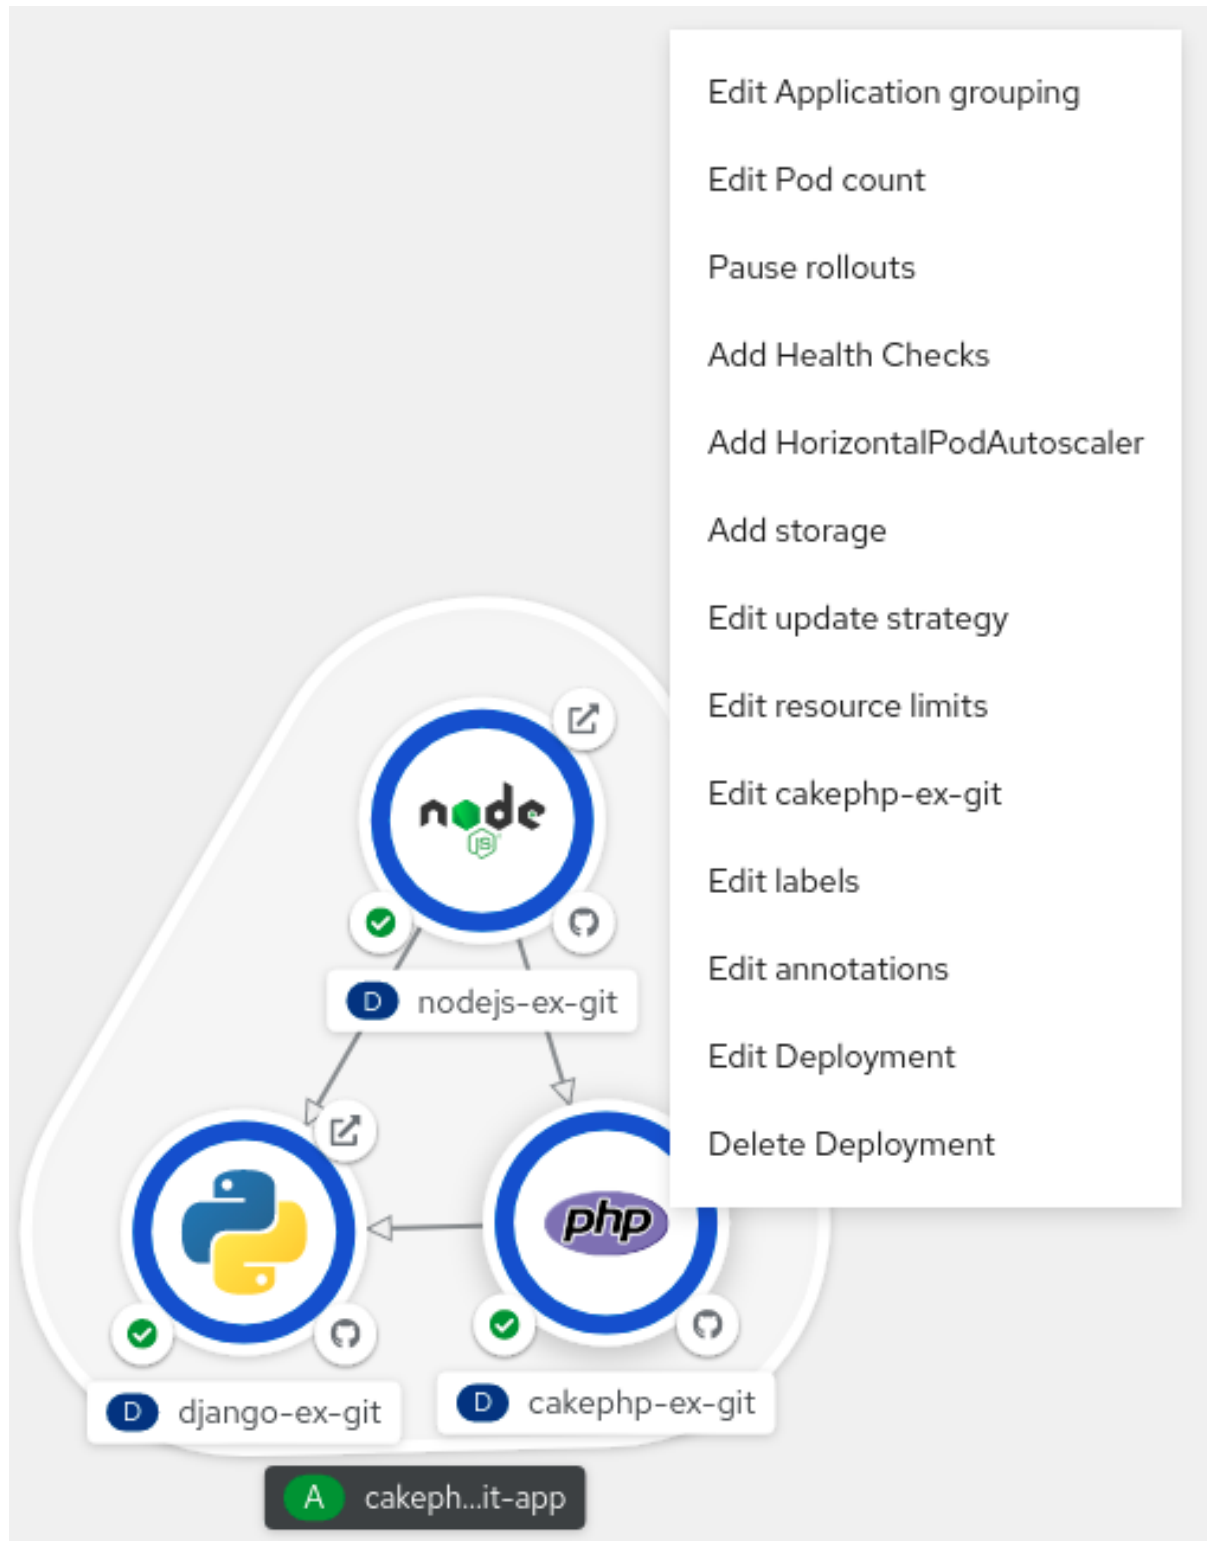 Edit Application grouping
Edit Pod count
Pause rollouts
Add Health Checks
Add HorizontalPodAutoscaler
Add storage
Edit update strategy
Edit resource limits
Edit cakephp-ex-git
Edit labels
Edit annotations
Edit Deployment
Delete Deployment
node
JS
D nodejs-ex-git
php
D django-ex-git
D cakephp-ex-git
A cakeph...it-app